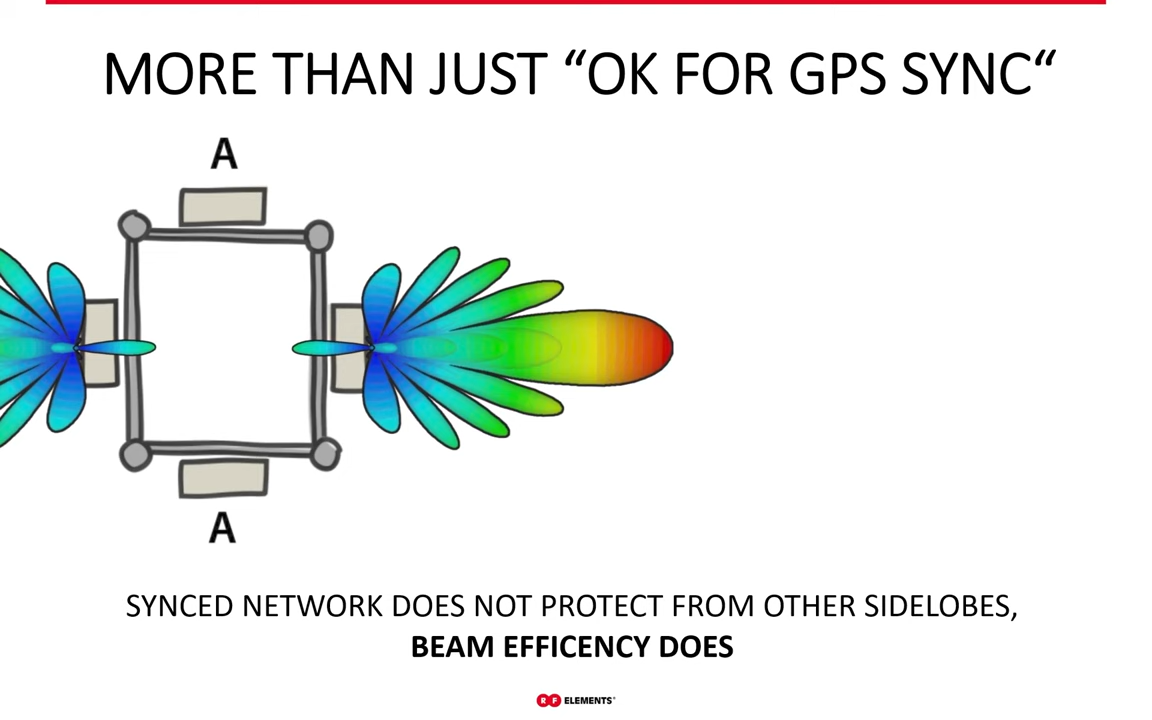 MORE THAN JUST “OK FOR GPS SYNC“
A
A
SYNCED NETWORK DOES NOT PROTECT FROM OTHER SIDELOBES,
BEAM EFFICENCY DOES
RF ELEMENTS®